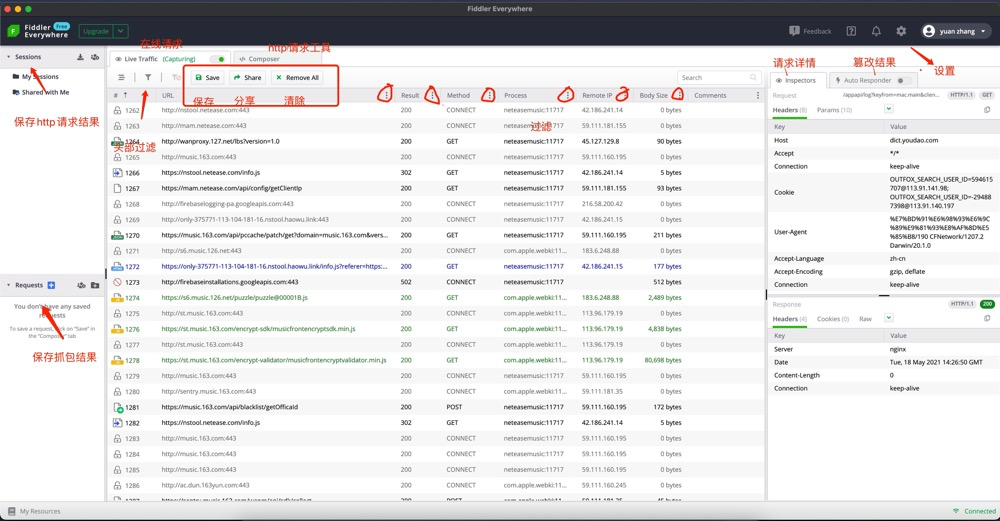 Fiddler Everywhere
Fiddler Everywhere Free
Upgrade
Feedback
yuan zhang
Sessions
My Sessions
Shared with Me
保存http请求结果
Requests
You don't have any saved requests
To save a request, click on "Save" in
the "Composer" tab
保存抓包结果
在线请求
http请求工具
Live Traffic (Capturing)
Composer
Save Share Remove All
保存 分享 清除
头部过滤
过滤
Search
# URL Result Method Process Remote IP Body Size Comments
1262 http://nstool.netease.com:443 200 CONNECT neteasemusic:11717 42.186.241.14 0 bytes
1263 http://mam.netease.com:443 200 CONNECT neteasemusic:11717 59.111.181.155 0 bytes
1264 http://wanproxy.127.net/lbs?version=1.0 200 GET neteasemusic:11717 45.127.129.8 90 bytes
1265 http://music.163.com:443 200 CONNECT neteasemusic:11717 59.111.160.195 0 bytes
1266 https://nstool.netease.com/info.js 302 GET neteasemusic:11717 42.186.241.14 5 bytes
1267 https://mam.netease.com/api/config/getClientIp 200 GET neteasemusic:11717 59.111.181.155 93 bytes
1268 http://firebaselogging-pa.googleapis.com:443 200 CONNECT neteasemusic:11717 216.58.200.42 0 bytes
1269 http://only-375771-113-104-181-16.nstool.haowu.link:443 200 CONNECT neteasemusic:11717 42.186.241.15 0 bytes
1270 https://music.163.com/api/pccache/patch/get?domain=music.163.com&vers... 200 GET neteasemusic:11717 59.111.160.195 211 bytes
1271 http://s6.music.126.net:443 200 CONNECT com.apple.webki:11... 183.6.248.88 0 bytes
1272 https://only-375771-113-104-181-16.nstool.haowu.link/info.js?referer=https:... 200 GET neteasemusic:11717 42.186.241.15 177 bytes
1273 http://firebaseinstallations.googleapis.com:443 502 CONNECT neteasemusic:11717 512 bytes
1274 https://s6.music.126.net/puzzle/puzzle@00001B.js 200 GET com.apple.webki:11... 183.6.248.88 2,489 bytes
1275 http://st.music.163.com:443 200 CONNECT com.apple.webki:11... 113.96.179.19 0 bytes
1276 https://st.music.163.com/encrypt-sdk/musicfrontencryptsdk.min.js 200 GET com.apple.webki:11... 113.96.179.19 4,838 bytes
1277 http://st.music.163.com:443 200 CONNECT com.apple.webki:11... 113.96.179.19 0 bytes
1278 https://st.music.163.com/encrypt-validator/musicfrontencryptvalidator.min.js 200 GET com.apple.webki:11... 113.96.179.19 80,698 bytes
1279 http://st.music.163.com:443 200 CONNECT com.apple.webki:11... 113.96.179.19 0 bytes
1280 http://sentry.music.163.com:443 200 CONNECT com.apple.webki:11... 59.111.181.35 0 bytes
1281 https://music.163.com/api/blacklist/getOfficaId 200 POST neteasemusic:11717 59.111.160.195 172 bytes
1282 https://nstool.netease.com/info.js 302 GET neteasemusic:11717 42.186.241.14 5 bytes
1283 http://music.163.com:443 200 CONNECT neteasemusic:11717 59.111.160.195 0 bytes
1284 http://music.163.com:443 200 CONNECT neteasemusic:11717 59.111.160.195 0 bytes
1285 http://music.163.com:443 200 CONNECT neteasemusic:11717 59.111.160.195 0 bytes
1286 http://ac.dun.163yun.com:443 200 CONNECT neteasemusic:11717 59.111.160.245 0 bytes
请求详情
篡改结果
设置
Inspectors
Auto Responder
Request
/appapi/log?keyfrom=mac.main&clien...
HTTP/1.1 GET
Headers (8) Params (10)
Key Value
Host dict.youdao.com
Accept */*
Connection keep-alive
Cookie OUTFOX_SEARCH_USER_ID=594615
707@113.91.141.98;
OUTFOX_SEARCH_USER_ID=-29488
7398@113.91.140.197
User-Agent %E7%BD%91%E6%98%93%E6%9C
%89%E9%81%93%E8%AF%8D%E5
%85%B8/190 CFNetwork/1207.2
Darwin/20.1.0
Accept-Language zh-cn
Accept-Encoding gzip, deflate
Connection keep-alive
Response
HTTP/1.1 200
Headers (4) Cookies (0) Raw
Key Value
Server nginx
Date Tue, 18 May 2021 14:26:50 GMT
Content-Length 0
Connection keep-alive
My Resources
Connected